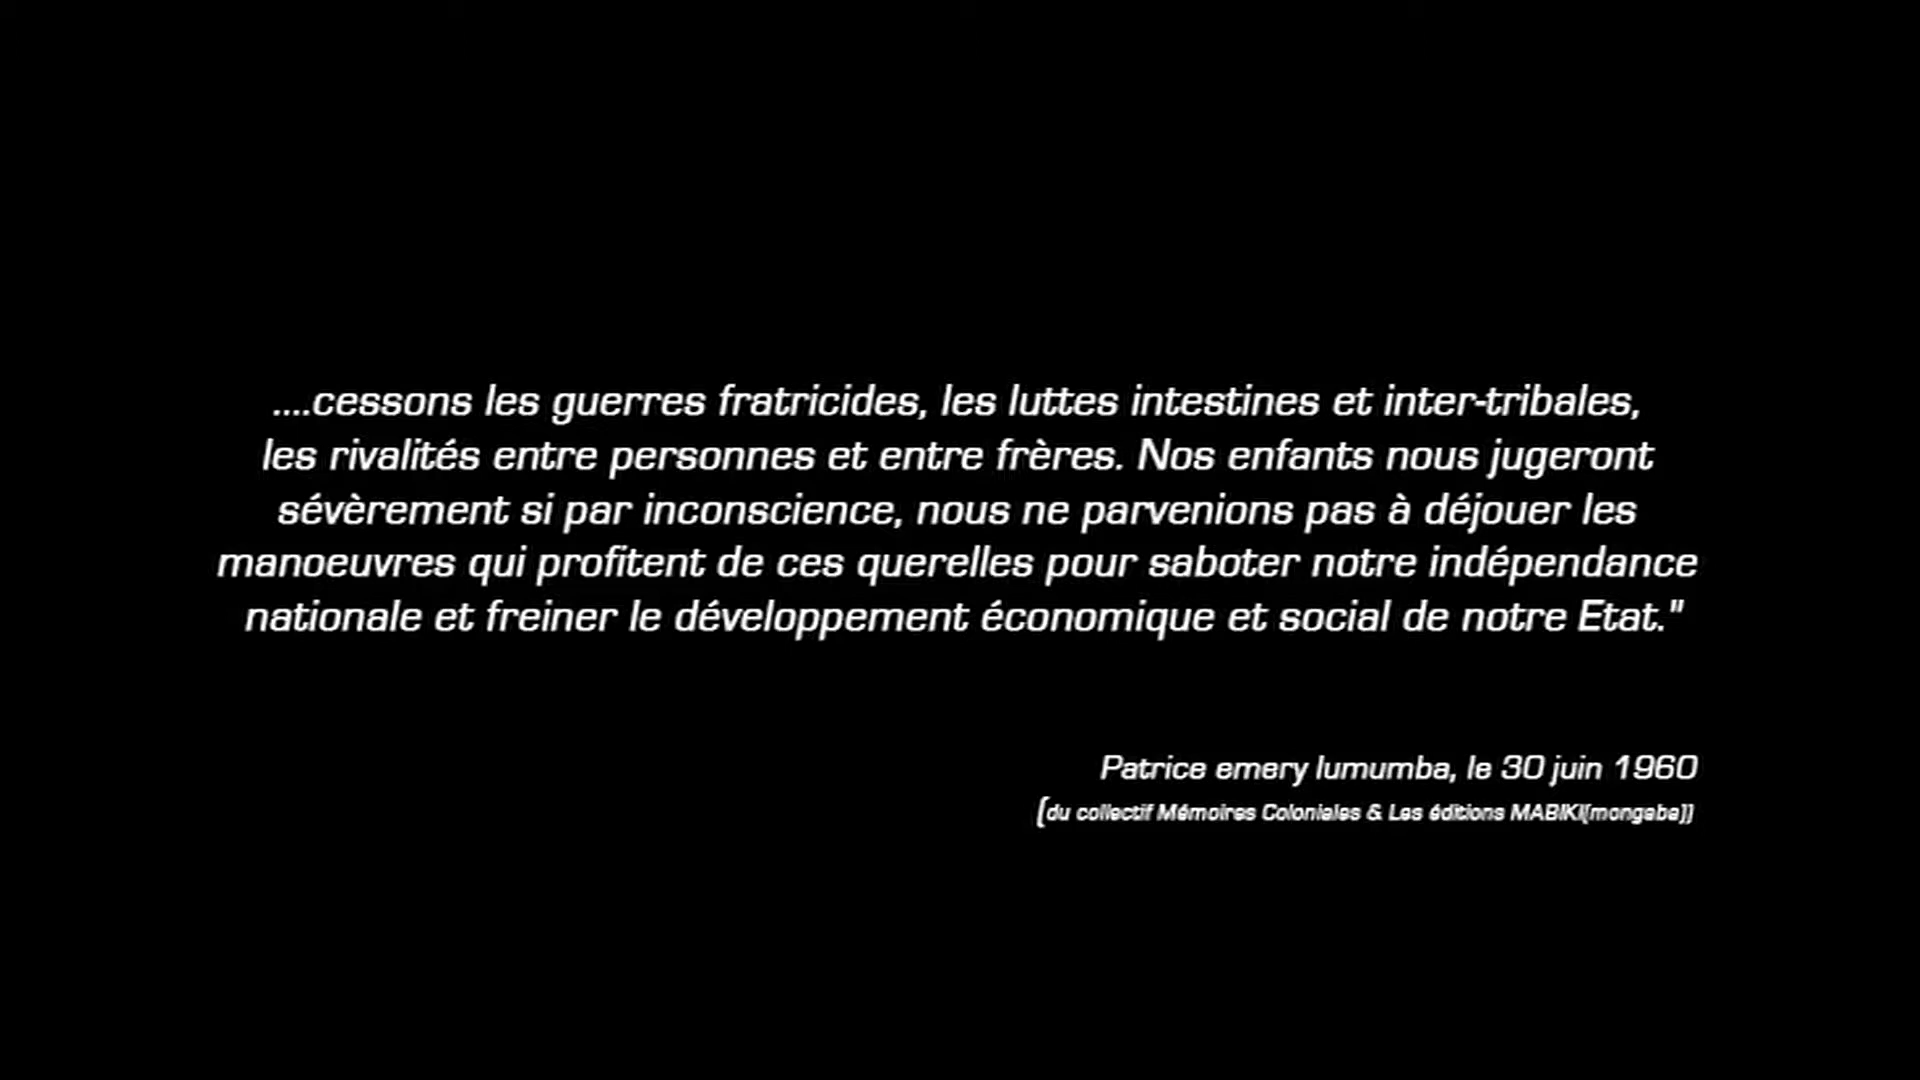 ....cessons les guerres fratricides, les luttes intestines et inter-tribales,
les rivalités entre personnes et entre frères. Nos enfants nous jugeront
sévèrement si par inconscience, nous ne parvenions pas à déjouer les
manoeuvres qui profitent de ces querelles pour saboter notre indépendance
nationale et freiner le développement économique et social de notre Etat."
Patrice emery lumumba, le 30 juin 1960
(du collectif Mémoires Coloniales & Les éditions MABIKI(mongaba))